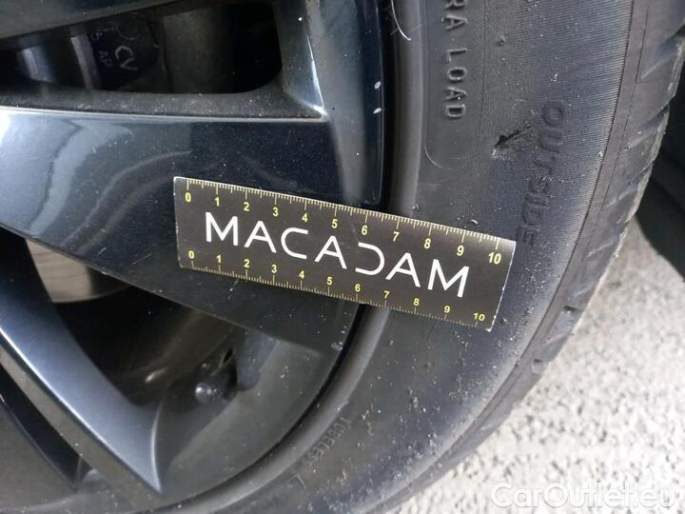 CV
RA LOAD
OUTSIDE
0 1 2 3 4 5 6 7 8 9 10
MACADAM
0 1 2 3 4 5 6 7 8 9 10
CarOutlet.eu